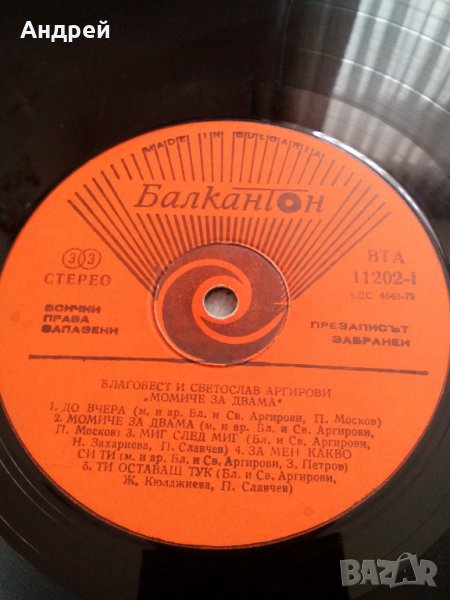 Андрей
MADE IN BULGARIA
Балкантон
33
СТЕРЕО
ВТА
11202-I
БДС 4648-79
ВСИЧКИ
ПРАВА
ЗАПАЗЕНИ
ПРЕЗАПИСЪТ
ЗАБРАНЕН
БЛАГОВЕСТ И СВЕТОСЛАВ АРГИРОВИ
„МОМИЧЕ ЗА ДВАМА“
1. ДО ВЧЕРА (м. и ар. Бл. и Св. Аргирови, П. Москов)
2. МОМИЧЕ ЗА ДВАМА (м. и ар. Бл. и Св. Аргирови,
П. Москов) 3. МИГ СЛЕД МИГ (Бл. и Св. Аргирови,
Н. Захариева, П. Славчев) 4. ЗА МЕН КАКВО
СИ ТИ (м. и ар. Бл. и Св. Аргирови, З. Петров)
5. ТИ ОСТАВАШ ТУК (Бл. и Св. Аргирови,
Ж. Кюлджиева, П. Славчев)
BAZAR